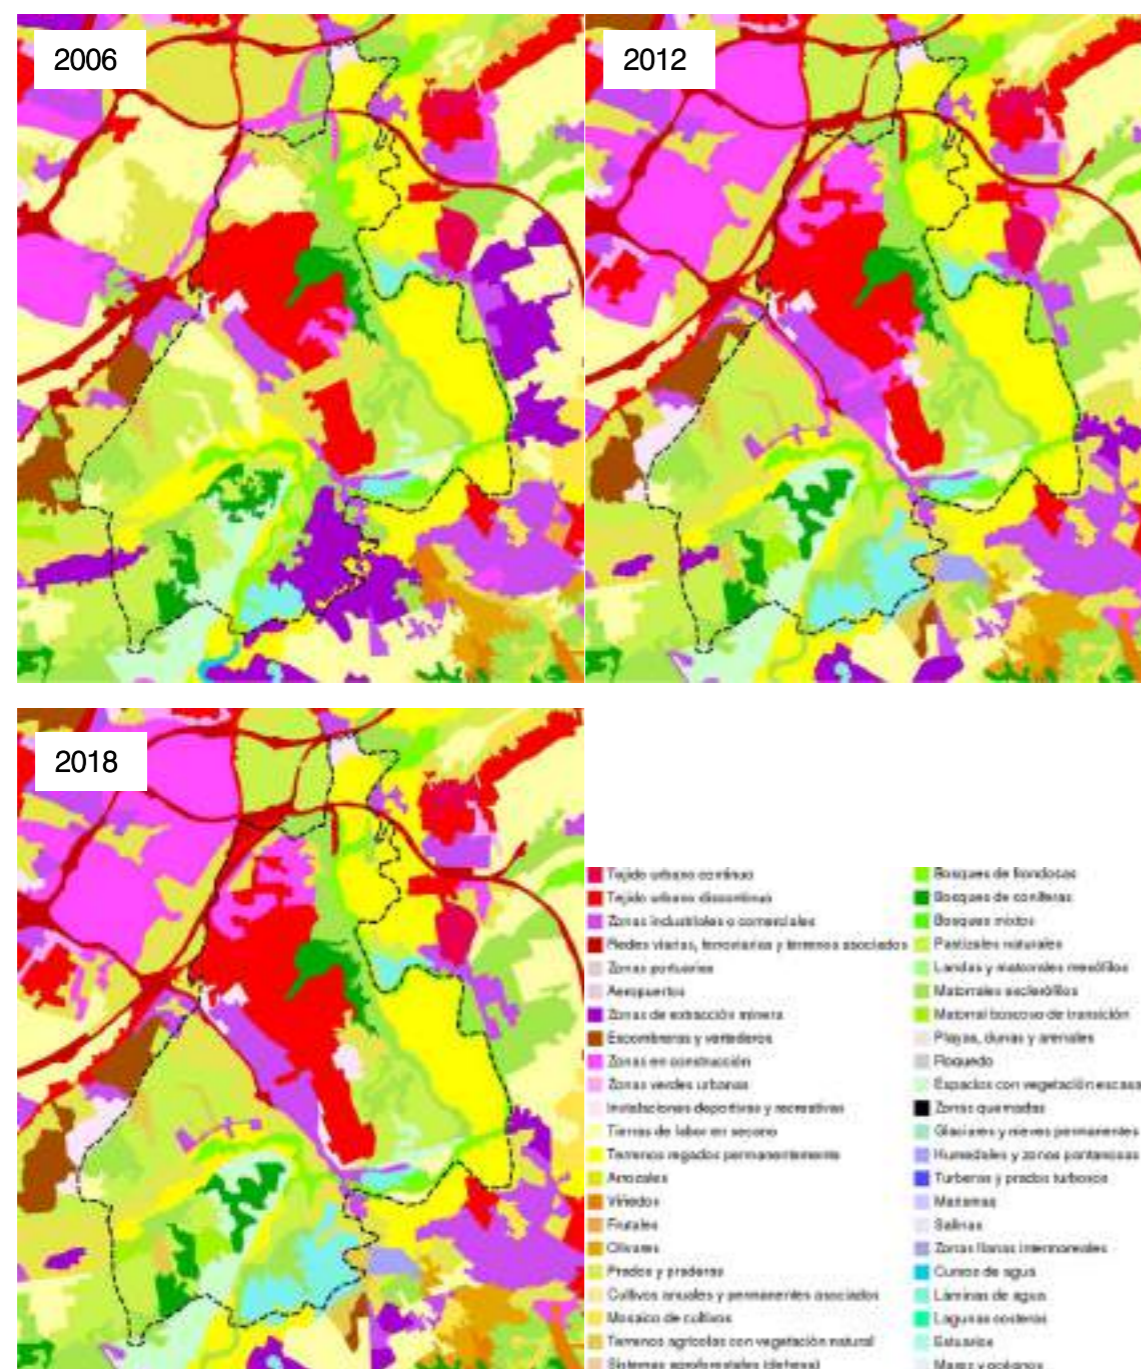 2006
2012
2018
Tejido urbano continuo
Tejido urbano discontinuo
Zonas industriales o comerciales
Redes viarias, ferroviarias y terrenos asociados
Zonas portuarias
Aeropuertos
Zonas de extracción minera
Escombreras y vertederos
Zonas en construcción
Zonas verdes urbanas
Instalaciones deportivas y recreativas
Tierras de labor en secano
Terrenos regados permanentemente
Arrozales
Viñedos
Frutales
Olivares
Prados y praderas
Cultivos anuales y permanentes asociados
Mosaico de cultivos
Terrenos agrícolas con vegetación natural
Sistemas agroforestales (dehesa)
Bosques de frondosas
Bosques de coníferas
Bosques mixtos
Pastizales naturales
Landas y matorrales mesófilos
Matorrales esclerófilos
Matorral boscoso de transición
Playas, dunas y arenales
Roquedo
Espacios con vegetación escasa
Zonas quemadas
Glaciares y nieves permanentes
Humedales y zonas pantanosas
Turberas y prados turbosos
Marismas
Salinas
Zonas llanas intermareales
Cursos de agua
Láminas de agua
Lagunas costeras
Estuarios
Mares y océanos